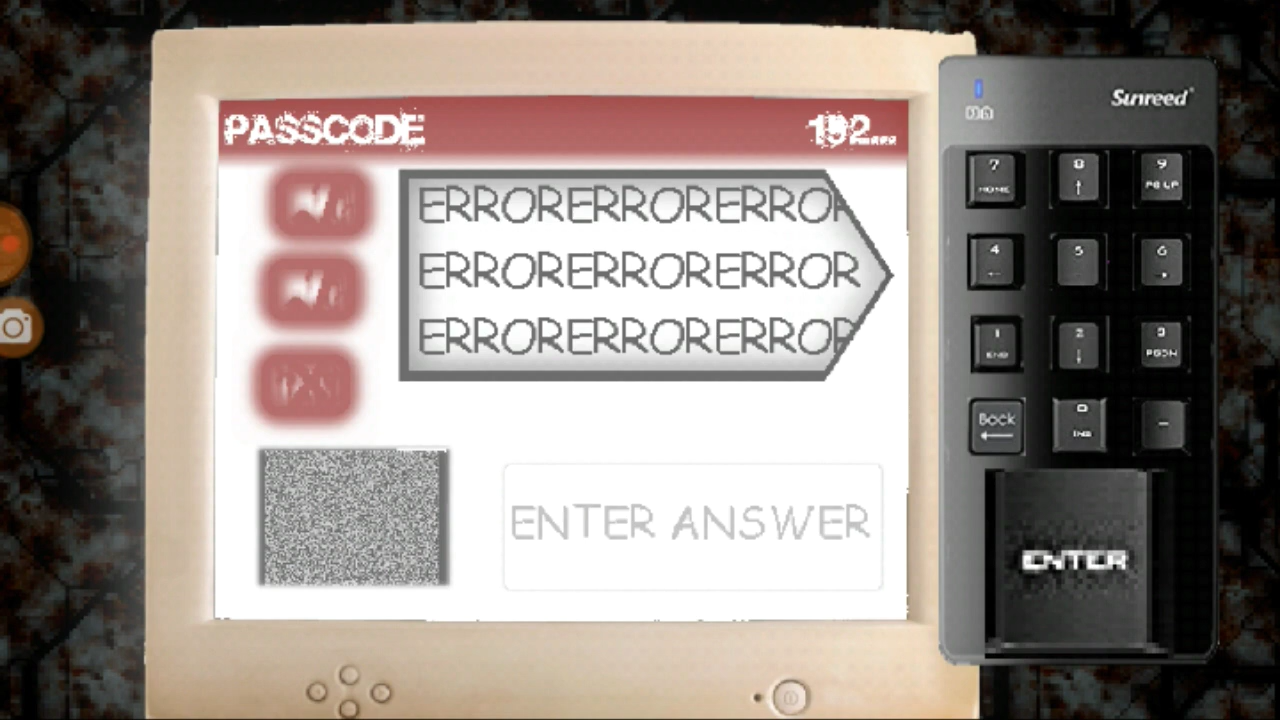 PASSCODE 192...
ERRORERRORERROR
ERRORERRORERROR
ERRORERRORERROR
ENTER ANSWER
Sunreed
7 8 9
HOME ↑ PG UP
4 5 6
← →
1 2 3
END ↓ PGDN
Back 0 -
← INS
ENTER